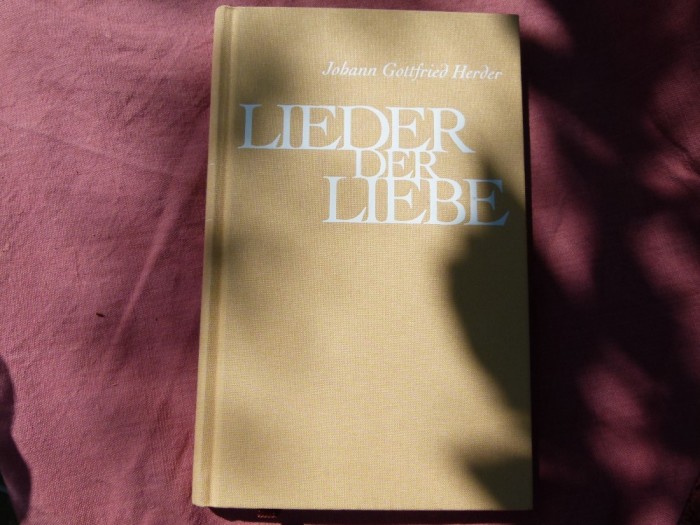 Johann Gottfried Herder
LIEDER
DER
LIEBE